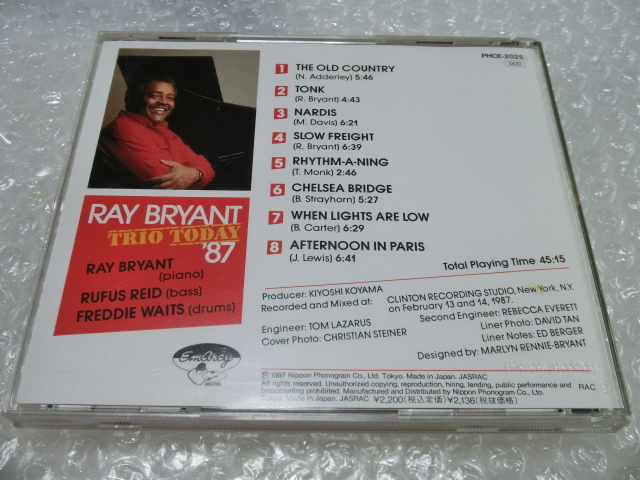 PHCE-2025
DDD
1 THE OLD COUNTRY
(N. Adderley) 5:46
2 TONK
(R. Bryant) 4:43
3 NARDIS
(M. Davis) 6:21
4 SLOW FREIGHT
(R. Bryant) 6:39
5 RHYTHM-A-NING
(T. Monk) 2:46
6 CHELSEA BRIDGE
(B. Strayhorn) 5:27
7 WHEN LIGHTS ARE LOW
(B. Carter) 6:29
8 AFTERNOON IN PARIS
(J. Lewis) 6:41
Total Playing Time 45:15
RAY BRYANT
TRIO TODAY
'87
RAY BRYANT (piano)
RUFUS REID (bass)
FREDDIE WAITS (drums)
Producer: KIYOSHI KOYAMA
Recorded and Mixed at: CLINTON RECORDING STUDIO, New York, N.Y.
on February 13 and 14, 1987.
Engineer: TOM LAZARUS Second Engineer: REBECCA EVERETT
Cover Photo: CHRISTIAN STEINER Liner Photo: DAVID TAN
Liner Notes: ED BERGER
Designed by: MARLYN RENNIE-BRYANT
EmArcy
Ⓟ 1987 Nippon Phonogram Co., Ltd. Tokyo. Made in Japan. JASRAC
All rights reserved. Unauthorized copying, reproduction, hiring, lending, public performance and
broadcasting prohibited. Manufactured and Distributed by Nippon Phonogram Co., Ltd.
Tokyo. Made in Japan. JASRAC ¥2,200(税込定価) ¥2,136(税抜価格)
RAC